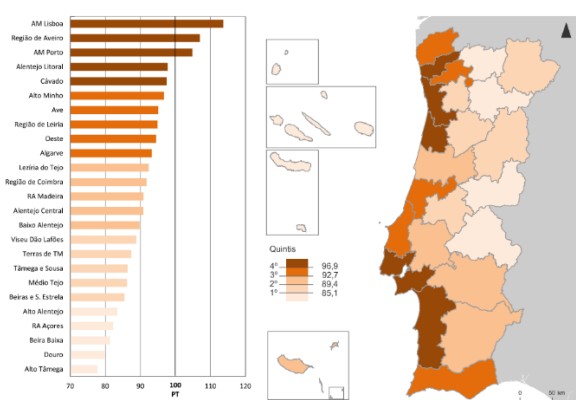 AM Lisboa
Região de Aveiro
AM Porto
Alentejo Litoral
Cávado
Alto Minho
Ave
Região de Leiria
Oeste
Algarve
Lezíria do Tejo
Região de Coimbra
RA Madeira
Alentejo Central
Baixo Alentejo
Viseu Dão Lafões
Terras de TM
Tâmega e Sousa
Médio Tejo
Beiras e S. Estrela
Alto Alentejo
RA Açores
Beira Baixa
Douro
Alto Tâmega
70 80 90 100 110 120
PT
Quintis
4º 96,9
3º 92,7
2º 89,4
1º 85,1
0 50 km